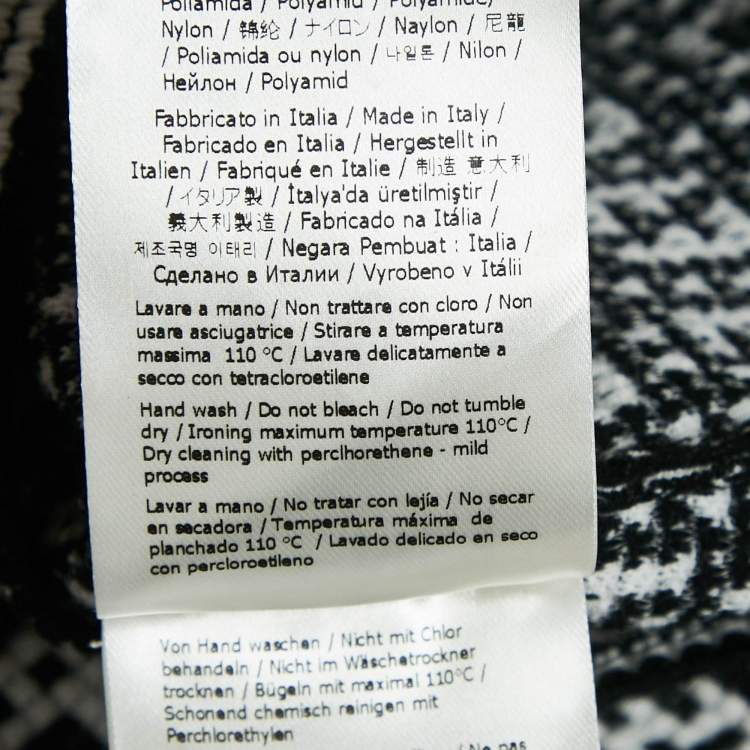 Poliamida / Polyamid / Polyamide,
Nylon / 锦纶 / ナイロン / Naylon / 尼龍
/ Poliamida ou nylon / 나일론 / Nilon /
Нейлон / Polyamid
Fabbricato in Italia / Made in Italy /
Fabricado en Italia / Hergestellt in
Italien / Fabriqué en Italie / 制造 意大利
/ イタリア製 / İtalya'da üretilmiştir /
義大利製造 / Fabricado na Itália /
제조국명 이태리 / Negara Pembuat : Italia /
Сделано в Италии / Vyrobeno v Itálii
Lavare a mano / Non trattare con cloro / Non
usare asciugatrice / Stirare a temperatura
massima 110 °C / Lavare delicatamente a
secco con tetracloroetilene
Hand wash / Do not bleach / Do not tumble
dry / Ironing maximum temperature 110°C /
Dry cleaning with perclhorethene - mild
process
Lavar a mano / No tratar con lejía / No secar
en secadora / Temperatura máxima de
planchado 110 °C / Lavado delicado en seco
con percloroetileno
Von Hand waschen / Nicht mit Chlor
behandeln / Nicht im Wäschetrockner
trocknen / Bügeln mit maximal 110°C /
Schonend chemisch reinigen mit
Perchlorethylen
/ Ne pas